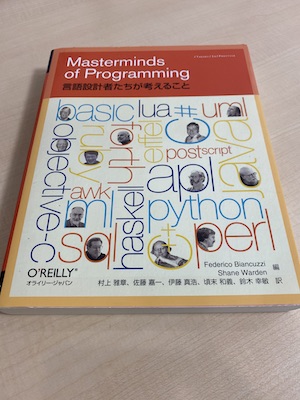 Masterminds
of Programming
言語設計者たちが考えること
basic
lua
#
uml
objective-c
forth
eiffel
c
java
postscript
awk
apl
haskell
ml
python
sql
c++
perl
O'REILLY®
オライリー・ジャパン
Federico Biancuzzi
Shane Warden 編
村上 雅章、佐藤 嘉一、伊藤 真浩、頃末 和義、鈴木 幸敏 訳